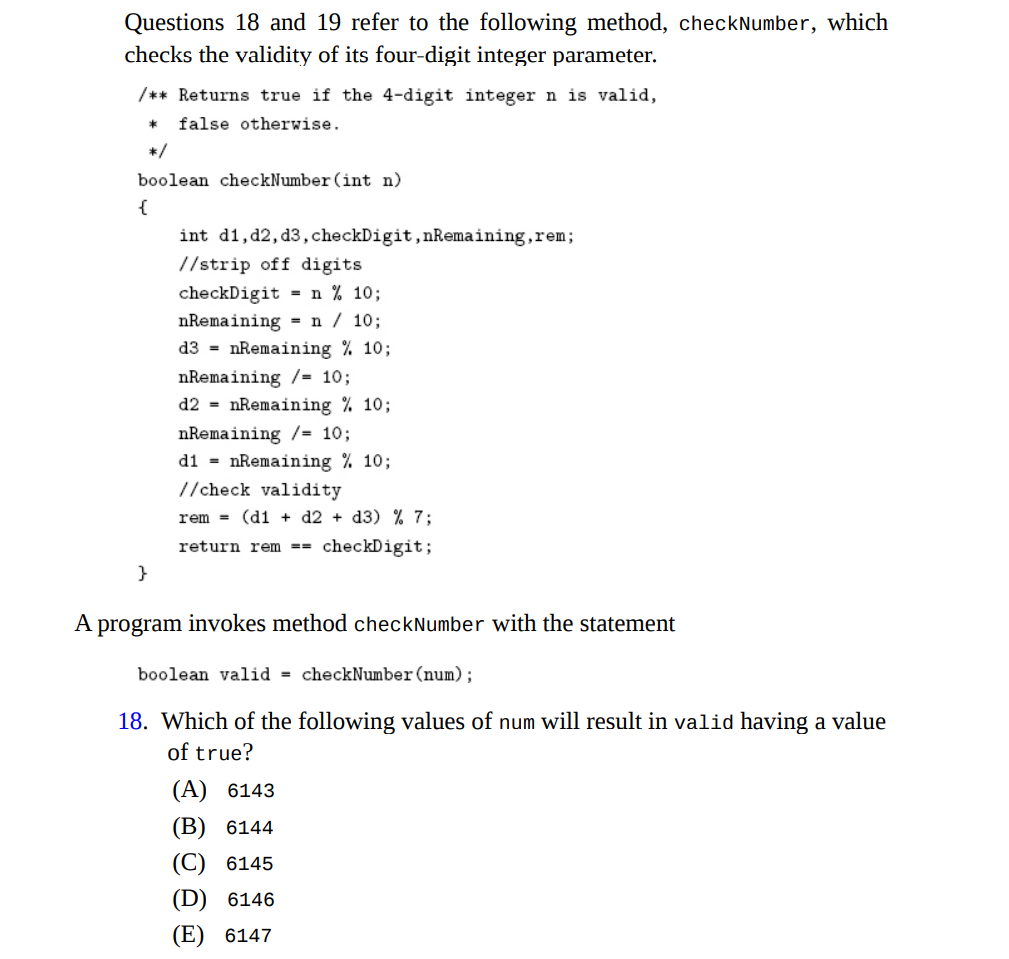 Questions 18 and 19 refer to the following method, checkNumber, which
checks the validity of its four-digit integer parameter.
/** Returns true if the 4-digit integer n is valid,
 *  false otherwise.
 */
boolean checkNumber(int n)
{
    int d1,d2,d3,checkDigit,nRemaining,rem;
    //strip off digits
    checkDigit = n % 10;
    nRemaining = n / 10;
    d3 = nRemaining % 10;
    nRemaining /= 10;
    d2 = nRemaining % 10;
    nRemaining /= 10;
    d1 = nRemaining % 10;
    //check validity
    rem = (d1 + d2 + d3) % 7;
    return rem == checkDigit;
}
A program invokes method checkNumber with the statement
boolean valid = checkNumber(num);
18. Which of the following values of num will result in valid having a value
of true?
(A) 6143
(B) 6144
(C) 6145
(D) 6146
(E) 6147